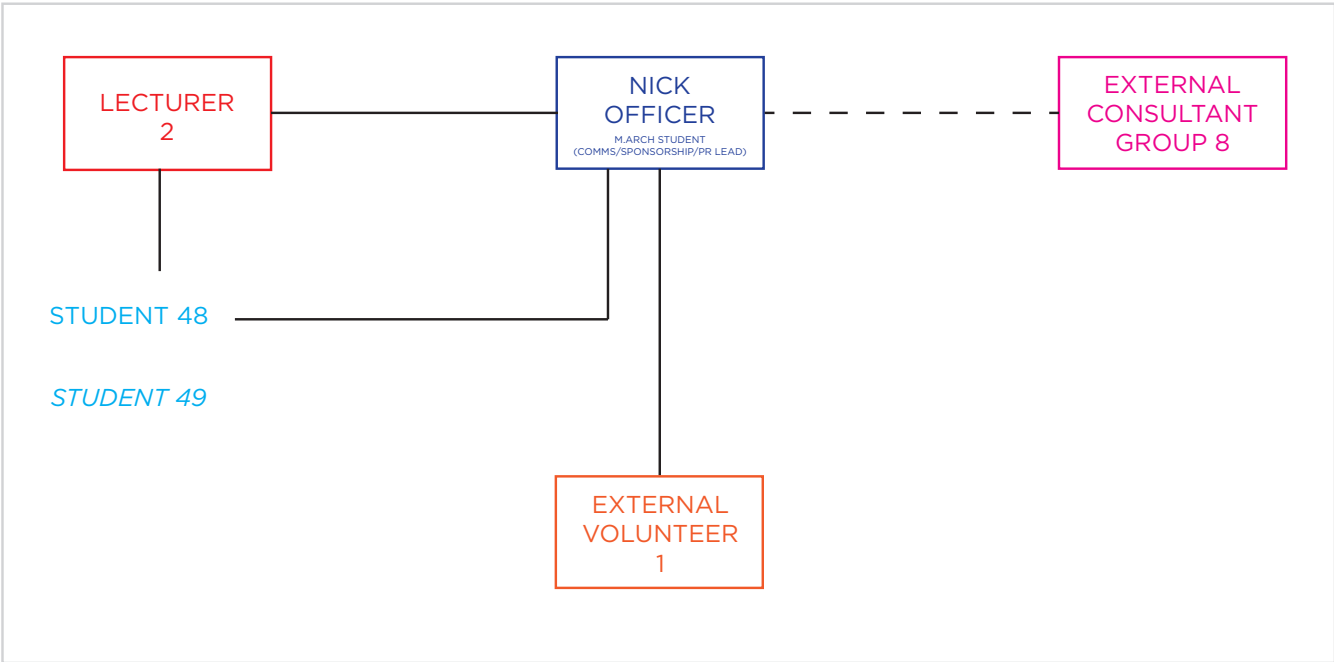 LECTURER
2
NICK
OFFICER
M.ARCH STUDENT
(COMMS/SPONSORSHIP/PR LEAD)
EXTERNAL
CONSULTANT
GROUP 8
STUDENT 48
STUDENT 49
EXTERNAL
VOLUNTEER
1